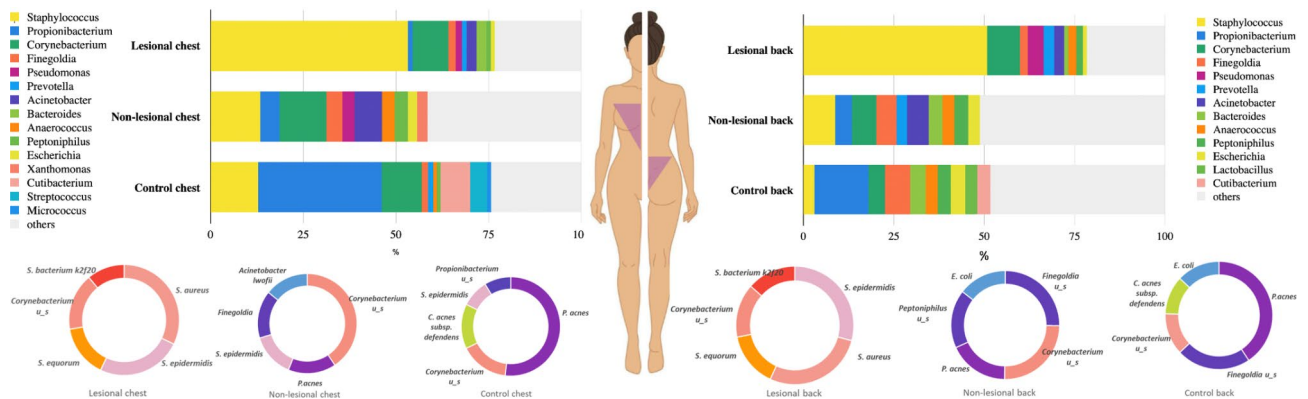 Staphylococcus
Propionibacterium
Corynebacterium
Finegoldia
Pseudomonas
Prevotella
Acinetobacter
Bacteroides
Anaerococcus
Peptoniphilus
Escherichia
Xanthomonas
Cutibacterium
Streptococcus
Micrococcus
others
Lesional chest
Non-lesional chest
Control chest
0
25
50
75
10
%
Lesional back
Non-lesional back
Control back
0
25
50
75
100
%
Staphylococcus
Propionibacterium
Corynebacterium
Finegoldia
Pseudomonas
Prevotella
Acinetobacter
Bacteroides
Anaerococcus
Peptoniphilus
Escherichia
Lactobacillus
Cutibacterium
others
S. bacterium k2f20
S. aureus
Corynebacterium
u_s
S. equorum
S. epidermidis
Lesional chest
Acinetobacter
lwofii
Corynebacterium
u_s
Finegoldia
S. epidermidis
P.acnes
Non-lesional chest
Propionibacterium
u_s
S. epidermidis
P. acnes
C. acnes
subsp.
defendens
Corynebacterium
u_s
Control chest
S. bacterium k2f20
S. epidermidis
Corynebacterium
u_s
S. equorum
S. aureus
Lesional back
E. coli
Finegoldia
u_s
Peptoniphilus
u_s
Corynebacterium
u_s
P. acnes
Non-lesional back
E. coli
C. acnes
subsp.
defendens
P.acnes
Corynebacterium
u_s
Finegoldia u_s
Control back